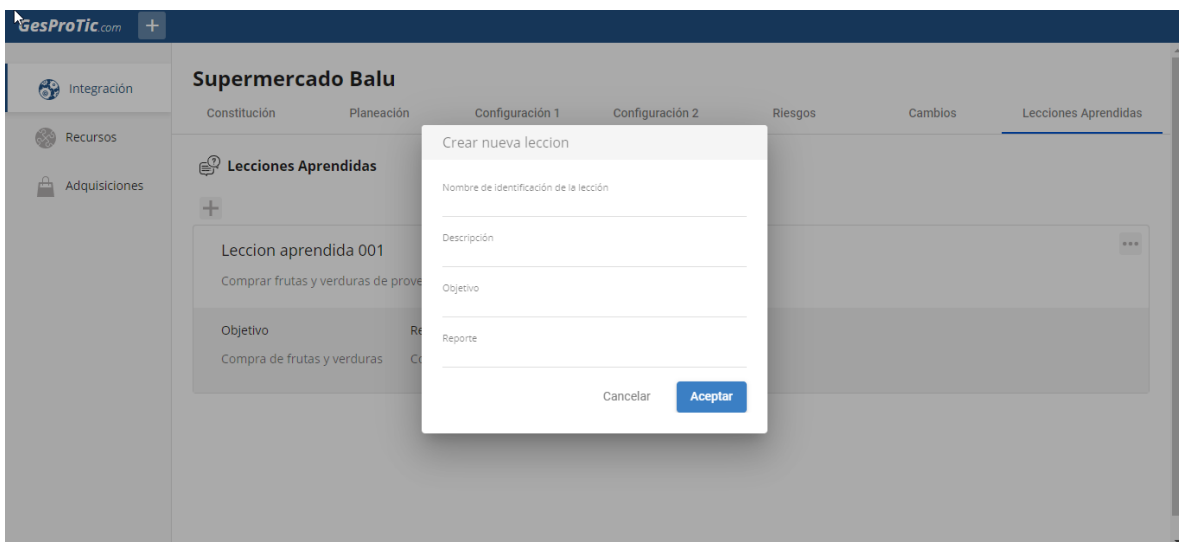 GesProTic.com +
Integración
Recursos
Adquisiciones
Supermercado Balu
Constitución Planeación Configuración 1 Configuración 2 Riesgos Cambios Lecciones Aprendidas
Lecciones Aprendidas
+
Leccion aprendida 001
Comprar frutas y verduras de prove
Objetivo Re
Compra de frutas y verduras Co
Crear nueva leccion
Nombre de identificación de la lección
Descripción
Objetivo
Reporte
Cancelar Aceptar